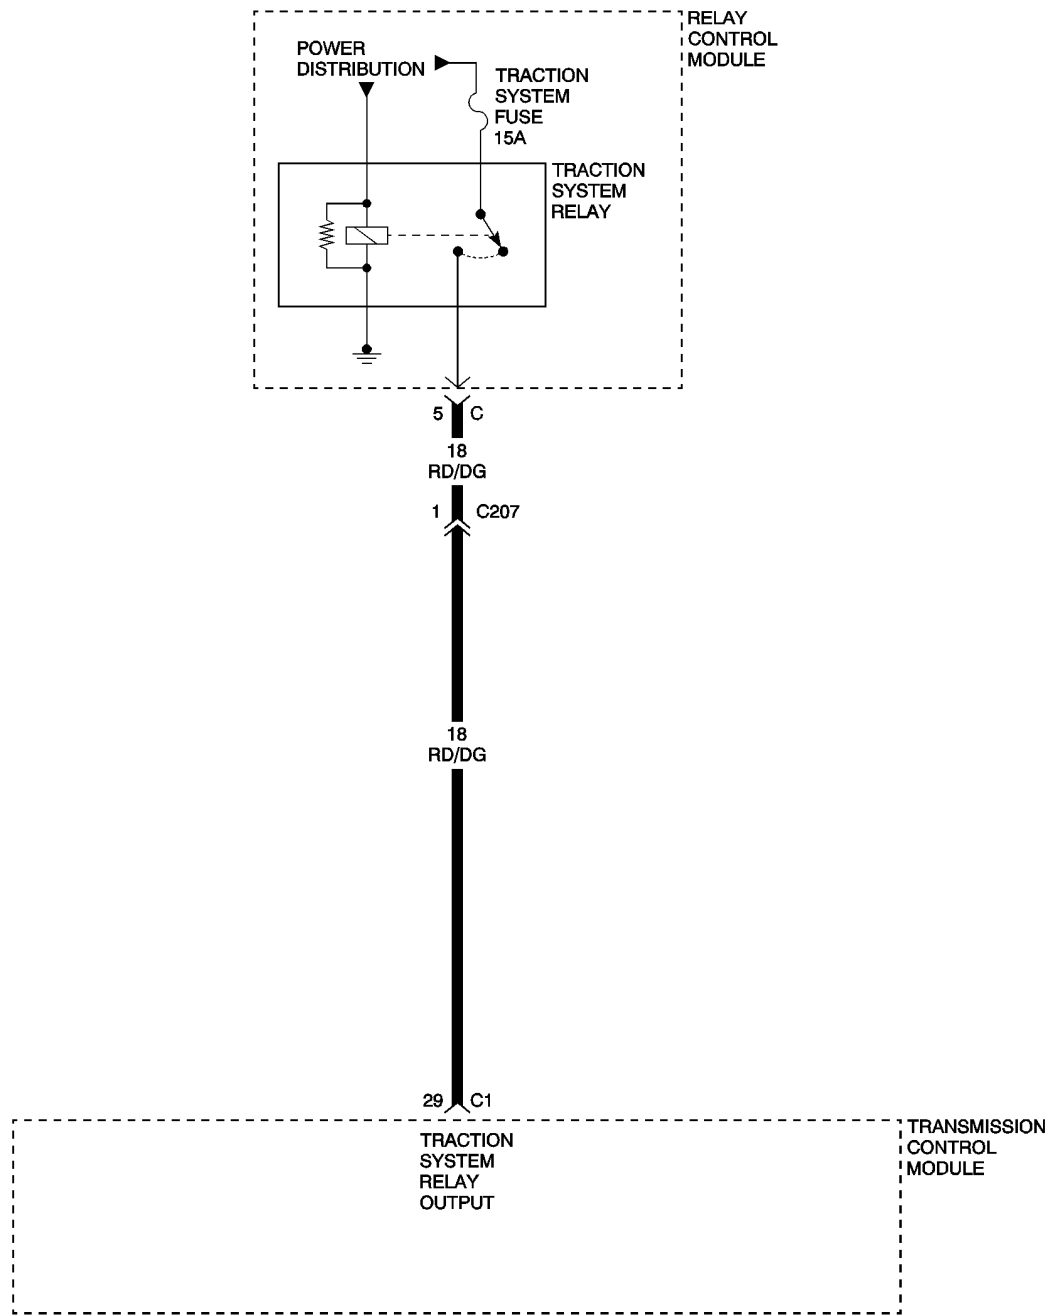 RELAY
CONTROL
MODULE
POWER
DISTRIBUTION
TRACTION
SYSTEM
FUSE
15A
TRACTION
SYSTEM
RELAY
5 C
18
RD/DG
1 C207
18
RD/DG
29 C1
TRANSMISSION
CONTROL
MODULE
TRACTION
SYSTEM
RELAY
OUTPUT